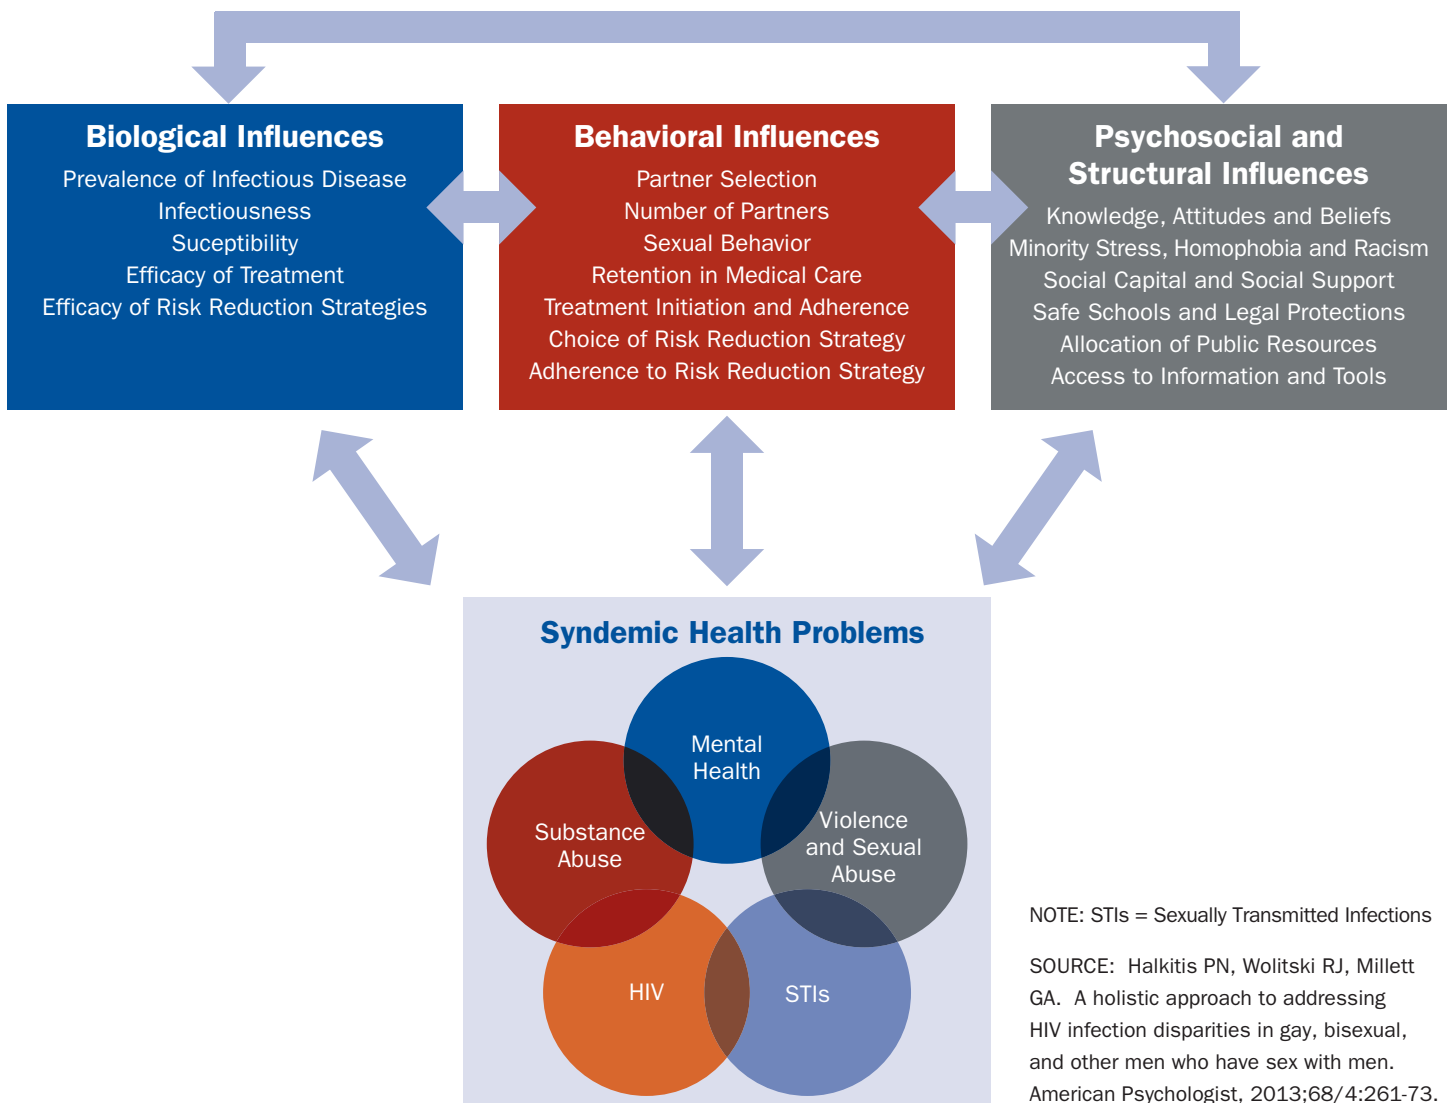 Biological Influences
Prevalence of Infectious Disease
Infectiousness
Suceptibility
Efficacy of Treatment
Efficacy of Risk Reduction Strategies
Behavioral Influences
Partner Selection
Number of Partners
Sexual Behavior
Retention in Medical Care
Treatment Initiation and Adherence
Choice of Risk Reduction Strategy
Adherence to Risk Reduction Strategy
Psychosocial and
Structural Influences
Knowledge, Attitudes and Beliefs
Minority Stress, Homophobia and Racism
Social Capital and Social Support
Safe Schools and Legal Protections
Allocation of Public Resources
Access to Information and Tools
Syndemic Health Problems
Mental
Health
Substance
Abuse
Violence
and Sexual
Abuse
HIV
STIs
NOTE: STIs = Sexually Transmitted Infections
SOURCE: Halkitis PN, Wolitski RJ, Millett
GA. A holistic approach to addressing
HIV infection disparities in gay, bisexual,
and other men who have sex with men.
American Psychologist, 2013;68/4:261-73.